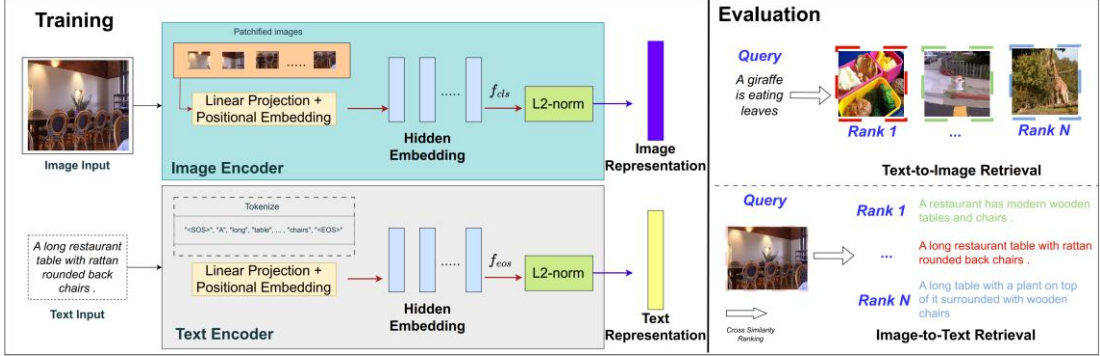 Training
Patchified images
.....
Linear Projection +
Positional Embedding
.....
Hidden
Embedding
f_cls
L2-norm
Image Encoder
Image Input
Image
Representation
Tokenize
"<SOS>", "A", "long", "table", ... , "chairs", "<EOS>"
A long restaurant
table with rattan
rounded back
chairs .
Text Input
Linear Projection +
Positional Embedding
.....
Hidden
Embedding
f_eos
L2-norm
Text Encoder
Text
Representation
Evaluation
Query
A giraffe
is eating
leaves
Rank 1
...
Rank N
Text-to-Image Retrieval
Query
Rank 1
A restaurant has modern wooden
tables and chairs .
...
A long restaurant table with rattan
rounded back chairs .
Rank N
A long table with a plant on top
of it surrounded with wooden
chairs
Cross Similarity
Ranking
Image-to-Text Retrieval